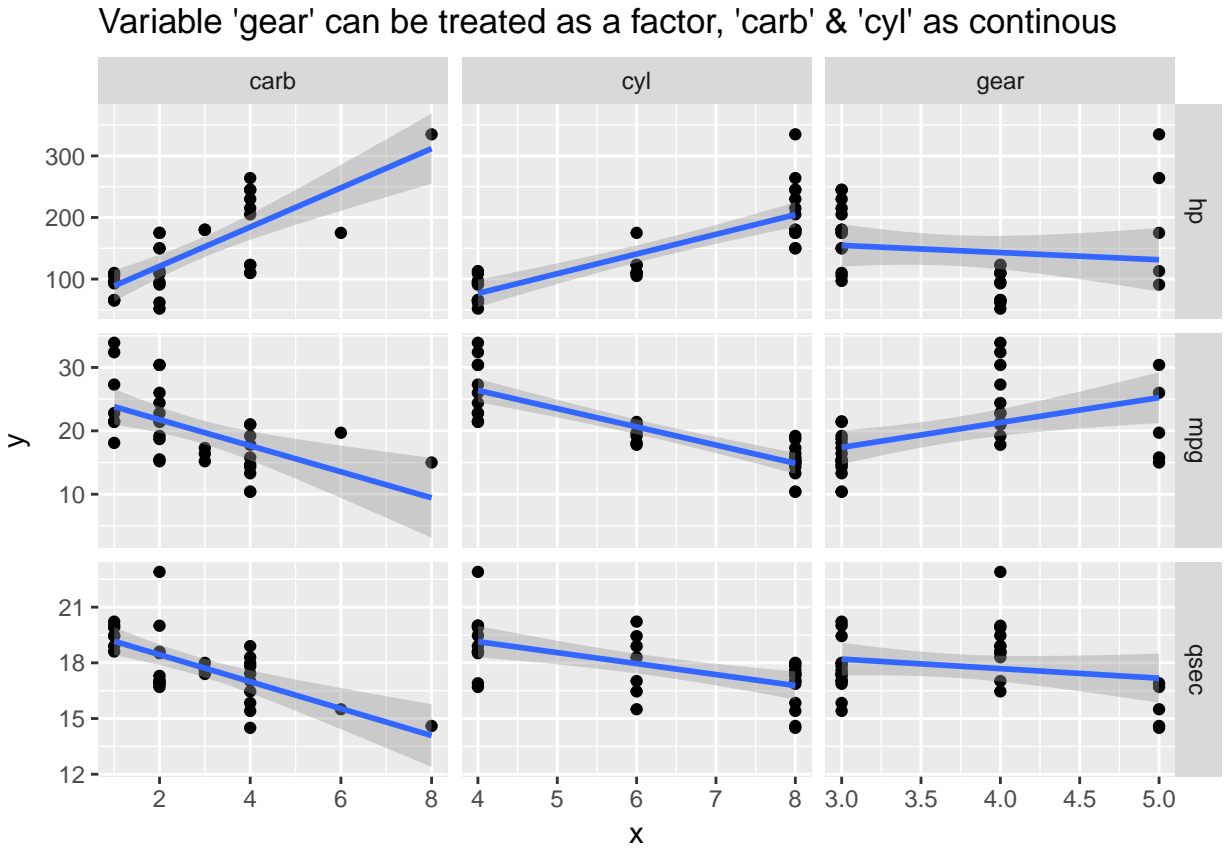 Variable 'gear' can be treated as a factor, 'carb' & 'cyl' as continous
carb cyl gear
300
200
100
hp
30
20
10
mpg
y
21
18
15
12
qsec
2 4 6 8 4 5 6 7 8 3.0 3.5 4.0 4.5 5.0
x